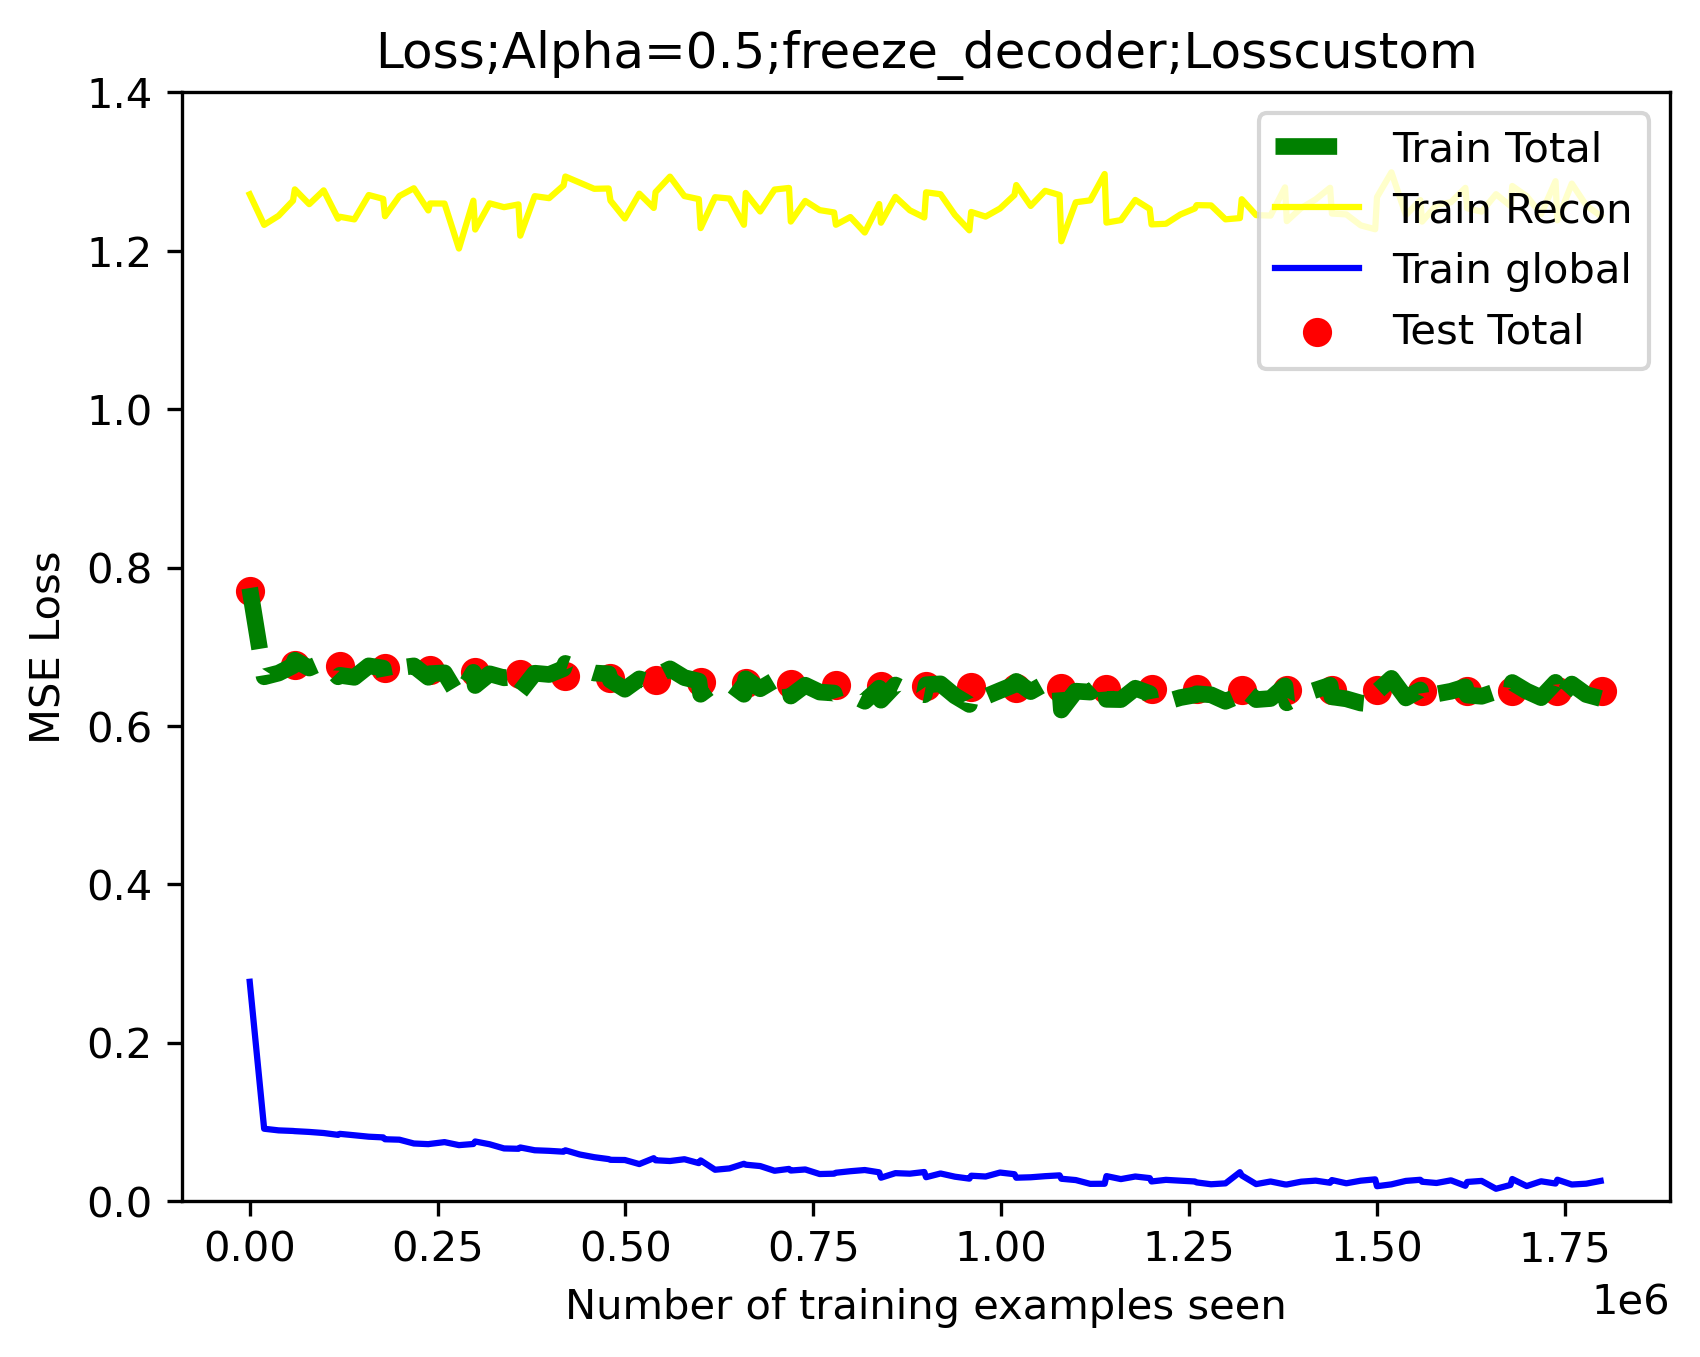 Loss;Alpha=0.5;freeze_decoder;Losscustom
1.4
1.2
1.0
0.8
0.6
0.4
0.2
0.0
MSE Loss
Train Total
Train Recon
Train global
Test Total
0.00 0.25 0.50 0.75 1.00 1.25 1.50 1.75
1e6
Number of training examples seen